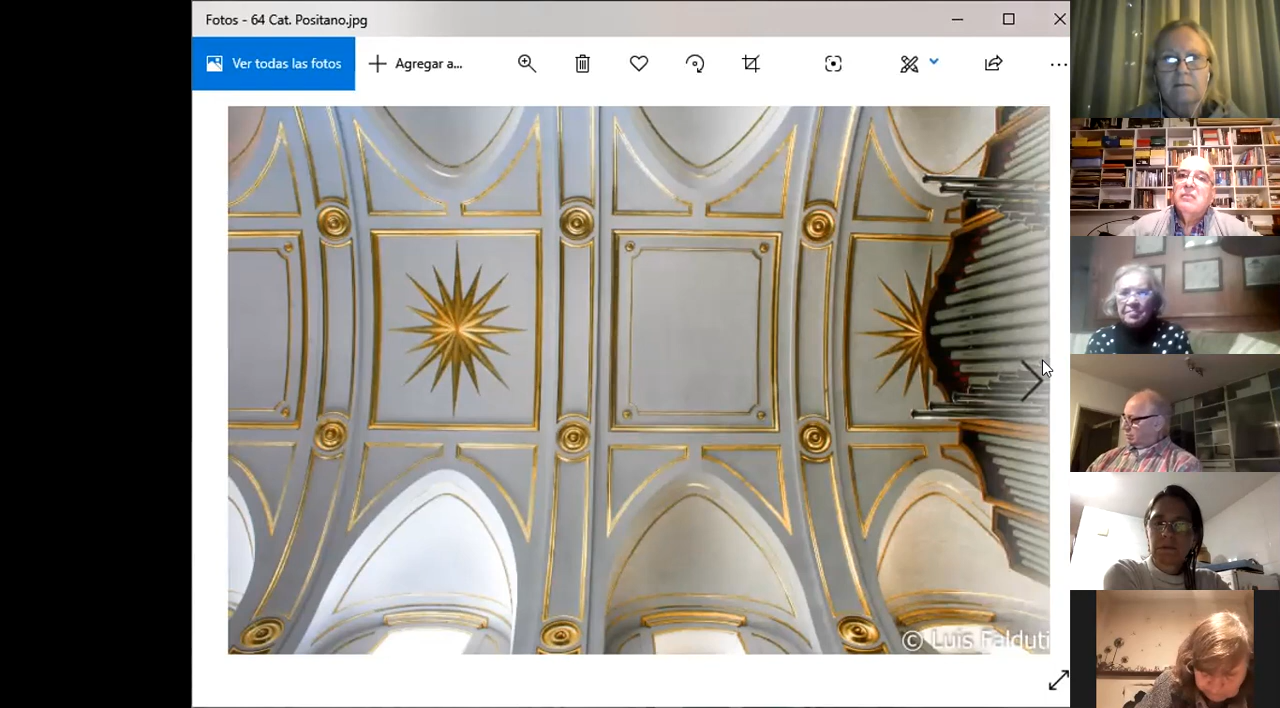 Fotos - 64 Cat. Positano.jpg
Ver todas las fotos
Agregar a...
© Luis Falduti